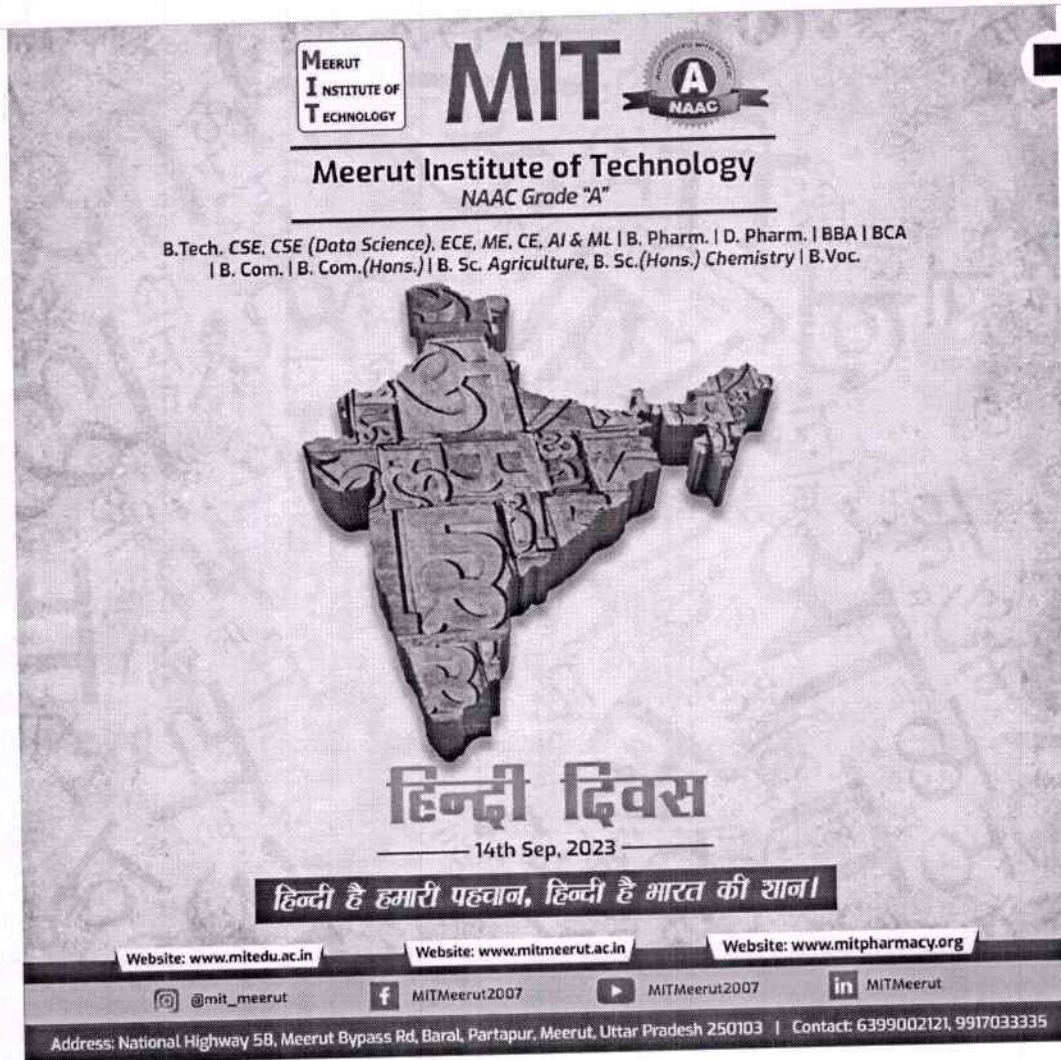 MEERUT
INSTITUTE OF
TECHNOLOGY
MIT
ACCREDITED WITH GRADE
A
NAAC
Meerut Institute of Technology
NAAC Grade "A"
B.Tech. CSE, CSE (Data Science), ECE, ME, CE, AI & ML | B. Pharm. | D. Pharm. | BBA | BCA
| B. Com. | B. Com.(Hons.) | B. Sc. Agriculture, B. Sc.(Hons.) Chemistry | B.Voc.
हिन्दी दिवस
14th Sep, 2023
हिन्दी है हमारी पहचान, हिन्दी है भारत की शान।
Website: www.mitedu.ac.in Website: www.mitmeerut.ac.in Website: www.mitpharmacy.org
@mit_meerut MITMeerut2007 MITMeerut2007 MITMeerut
Address: National Highway 58, Meerut Bypass Rd, Baral, Partapur, Meerut, Uttar Pradesh 250103 | Contact: 6399002121, 9917033335